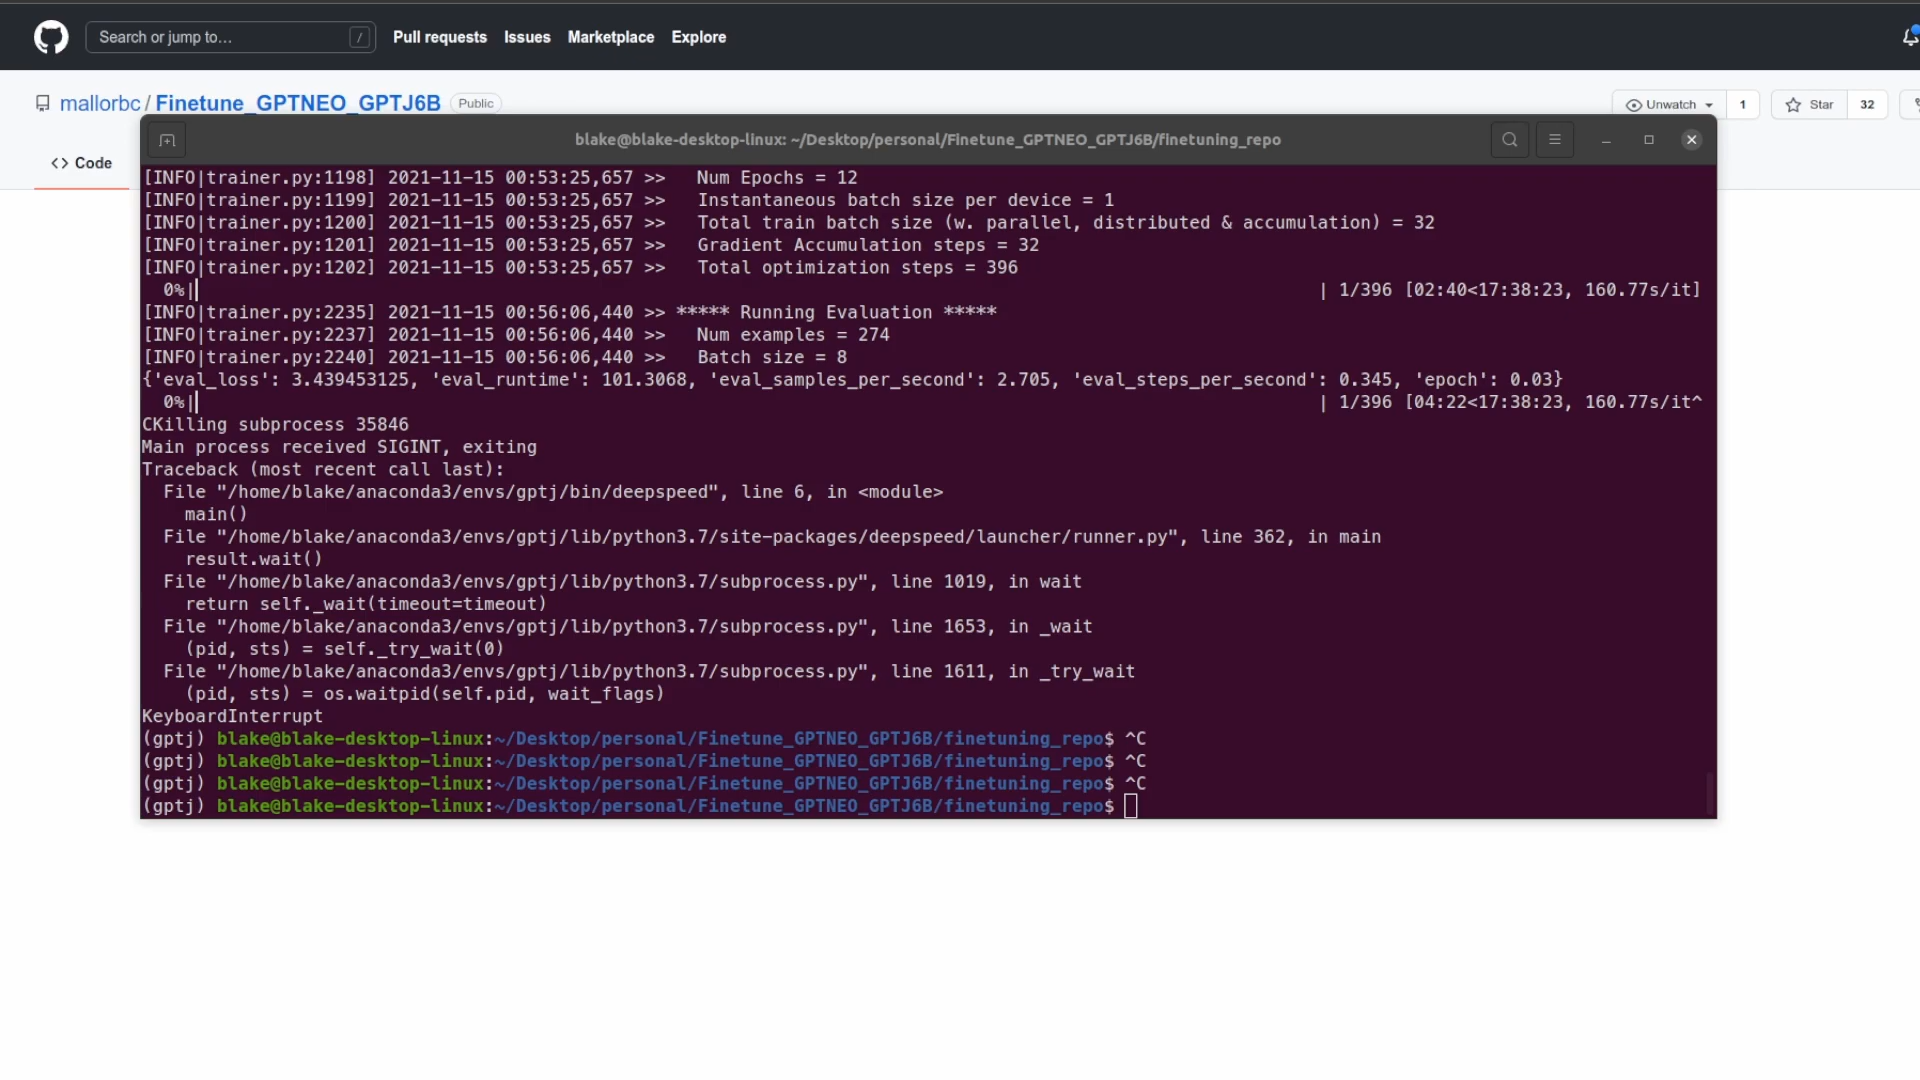 Search or jump to... /
Pull requests Issues Marketplace Explore
mallorbc / Finetune_GPTNEO_GPTJ6B Public
Unwatch 1 Star 32
<> Code
blake@blake-desktop-linux: ~/Desktop/personal/Finetune_GPTNEO_GPTJ6B/finetuning_repo
[INFO|trainer.py:1198] 2021-11-15 00:53:25,657 >>   Num Epochs = 12
[INFO|trainer.py:1199] 2021-11-15 00:53:25,657 >>   Instantaneous batch size per device = 1
[INFO|trainer.py:1200] 2021-11-15 00:53:25,657 >>   Total train batch size (w. parallel, distributed & accumulation) = 32
[INFO|trainer.py:1201] 2021-11-15 00:53:25,657 >>   Gradient Accumulation steps = 32
[INFO|trainer.py:1202] 2021-11-15 00:53:25,657 >>   Total optimization steps = 396
  0%|                                                                                                          | 1/396 [02:40<17:38:23, 160.77s/it]
[INFO|trainer.py:2235] 2021-11-15 00:56:06,440 >> ***** Running Evaluation *****
[INFO|trainer.py:2237] 2021-11-15 00:56:06,440 >>   Num examples = 274
[INFO|trainer.py:2240] 2021-11-15 00:56:06,440 >>   Batch size = 8
{'eval_loss': 3.439453125, 'eval_runtime': 101.3068, 'eval_samples_per_second': 2.705, 'eval_steps_per_second': 0.345, 'epoch': 0.03}
  0%|                                                                                                          | 1/396 [04:22<17:38:23, 160.77s/it^
CKilling subprocess 35846
Main process received SIGINT, exiting
Traceback (most recent call last):
  File "/home/blake/anaconda3/envs/gptj/bin/deepspeed", line 6, in <module>
    main()
  File "/home/blake/anaconda3/envs/gptj/lib/python3.7/site-packages/deepspeed/launcher/runner.py", line 362, in main
    result.wait()
  File "/home/blake/anaconda3/envs/gptj/lib/python3.7/subprocess.py", line 1019, in wait
    return self._wait(timeout=timeout)
  File "/home/blake/anaconda3/envs/gptj/lib/python3.7/subprocess.py", line 1653, in _wait
    (pid, sts) = self._try_wait(0)
  File "/home/blake/anaconda3/envs/gptj/lib/python3.7/subprocess.py", line 1611, in _try_wait
    (pid, sts) = os.waitpid(self.pid, wait_flags)
KeyboardInterrupt
(gptj) blake@blake-desktop-linux:~/Desktop/personal/Finetune_GPTNEO_GPTJ6B/finetuning_repo$ ^C
(gptj) blake@blake-desktop-linux:~/Desktop/personal/Finetune_GPTNEO_GPTJ6B/finetuning_repo$ ^C
(gptj) blake@blake-desktop-linux:~/Desktop/personal/Finetune_GPTNEO_GPTJ6B/finetuning_repo$ ^C
(gptj) blake@blake-desktop-linux:~/Desktop/personal/Finetune_GPTNEO_GPTJ6B/finetuning_repo$